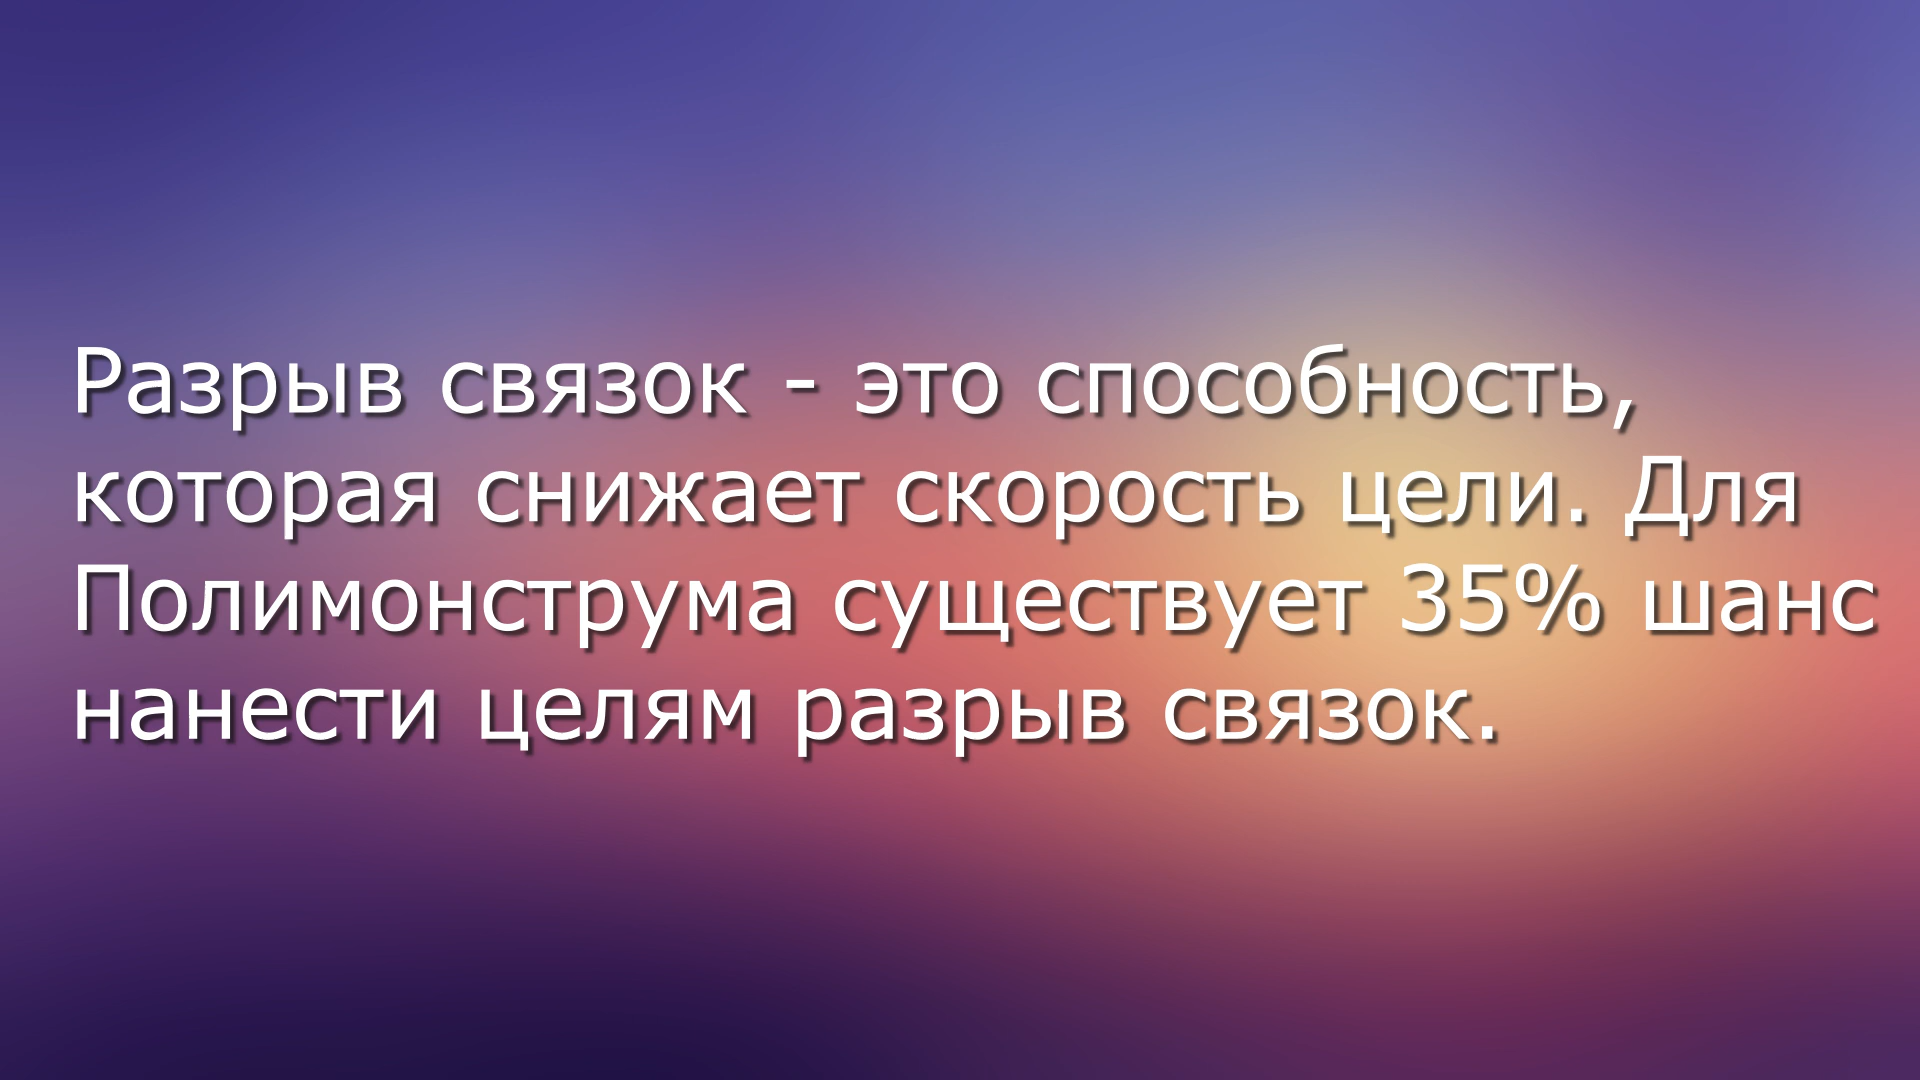 Разрыв связок - это способность,
которая снижает скорость цели. Для
Полимонструма существует 35% шанс
нанести целям разрыв связок.